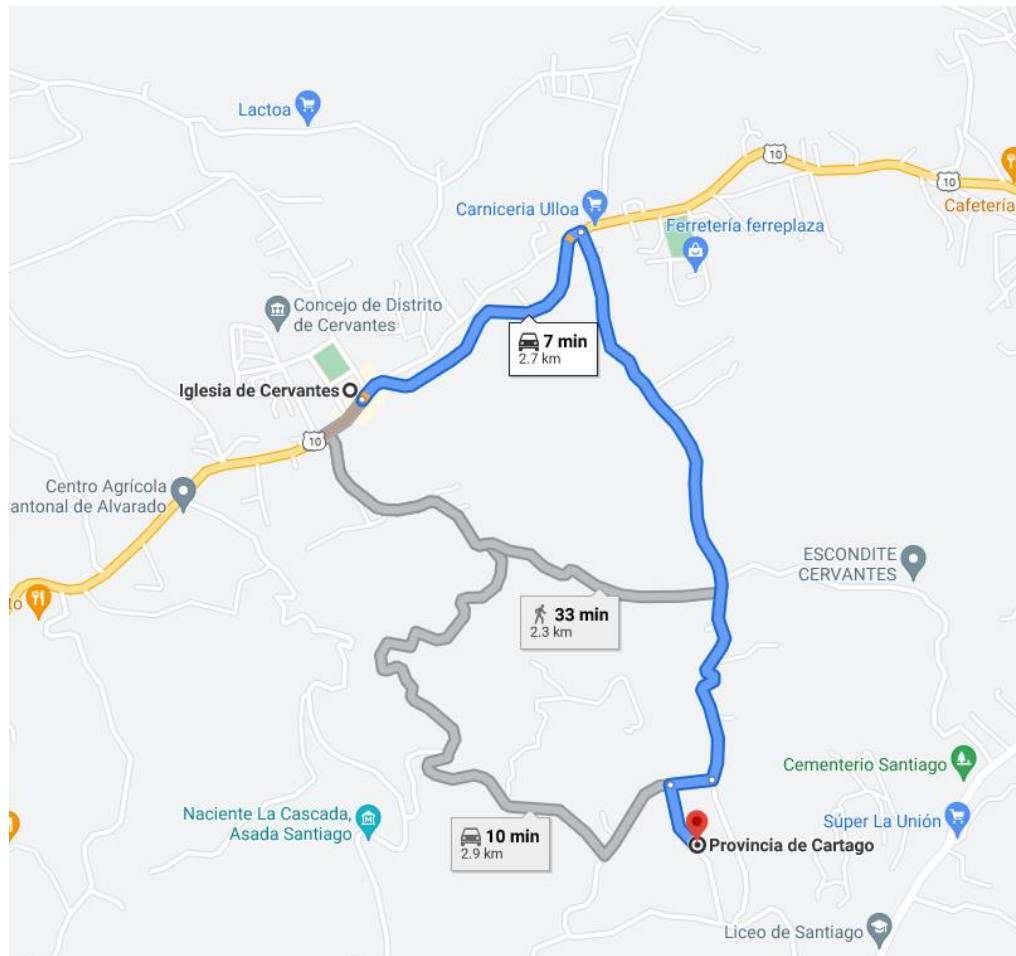 Lactoa
10
10
Carniceria Ulloa
Cafetería
Ferretería ferreplaza
Concejo de Distrito
de Cervantes
7 min
2.7 km
Iglesia de Cervantes
10
Centro Agrícola
antonal de Alvarado
ESCONDITE
CERVANTES
to
33 min
2.3 km
Cementerio Santiago
Naciente La Cascada,
Asada Santiago
Súper La Unión
10 min
2.9 km
Provincia de Cartago
Liceo de Santiago